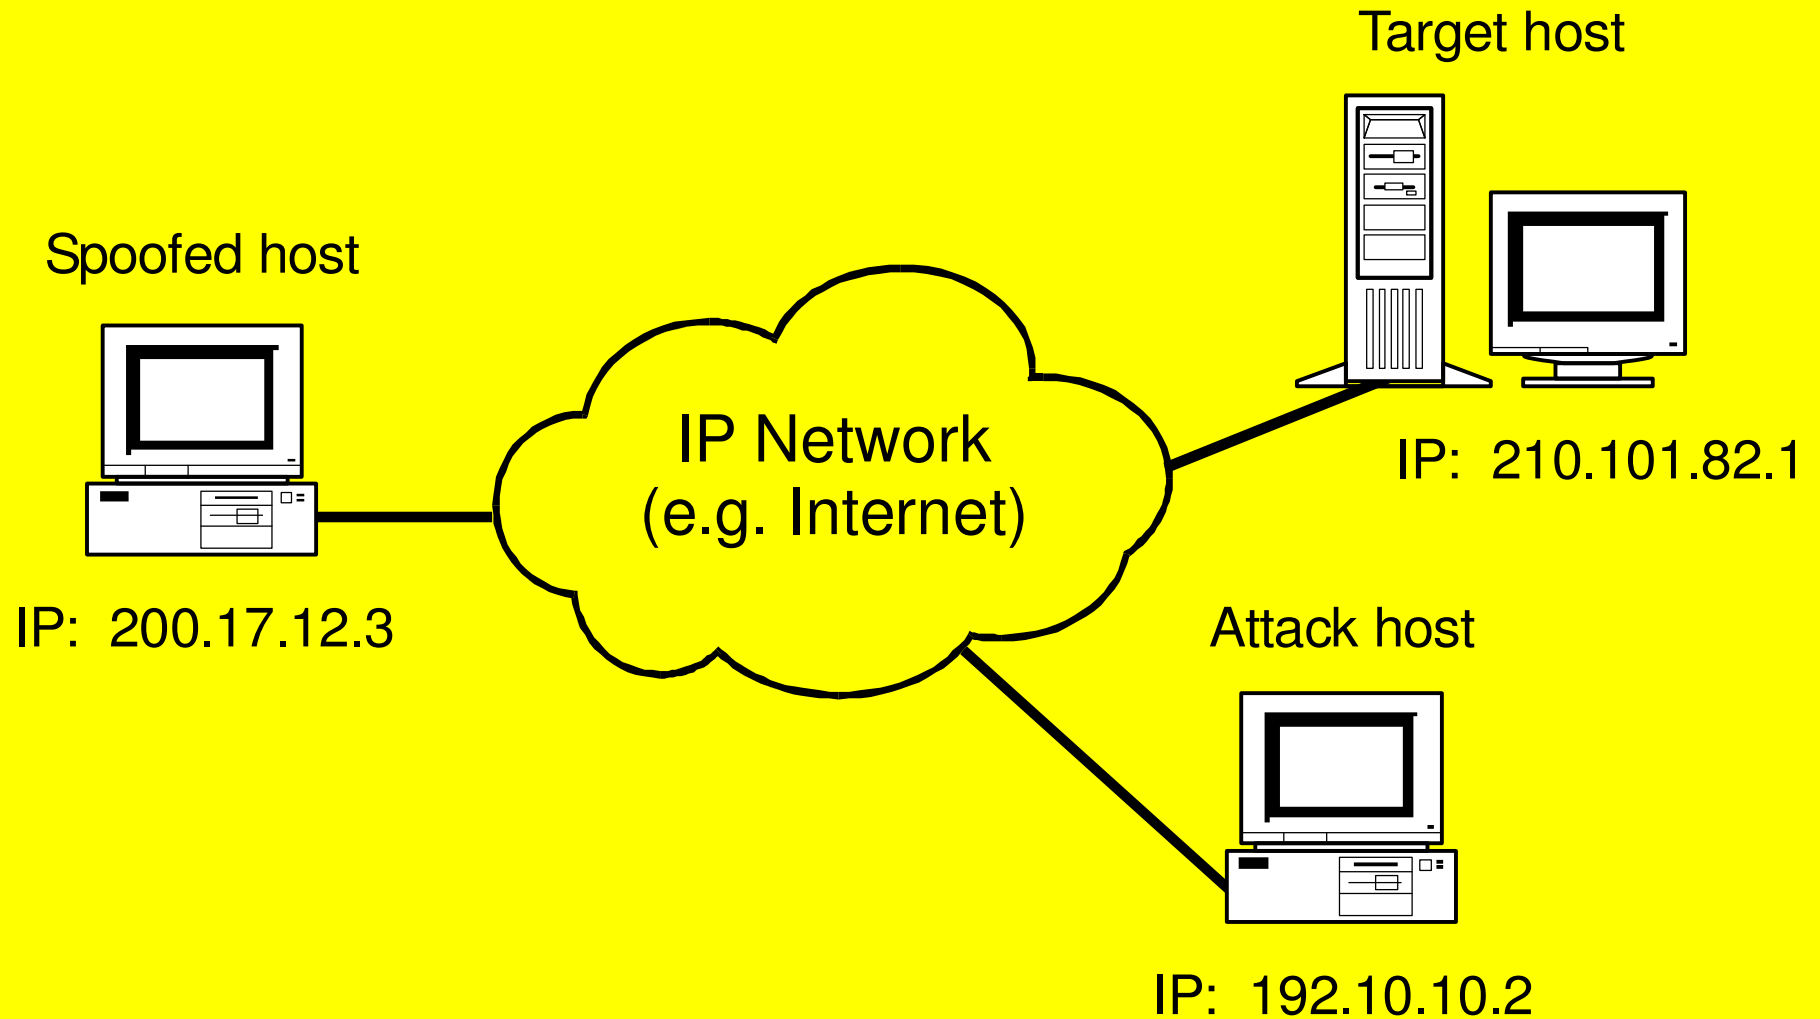 Target host
Spoofed host
IP Network
(e.g. Internet)
IP: 210.101.82.1
IP: 200.17.12.3
Attack host
IP: 192.10.10.2